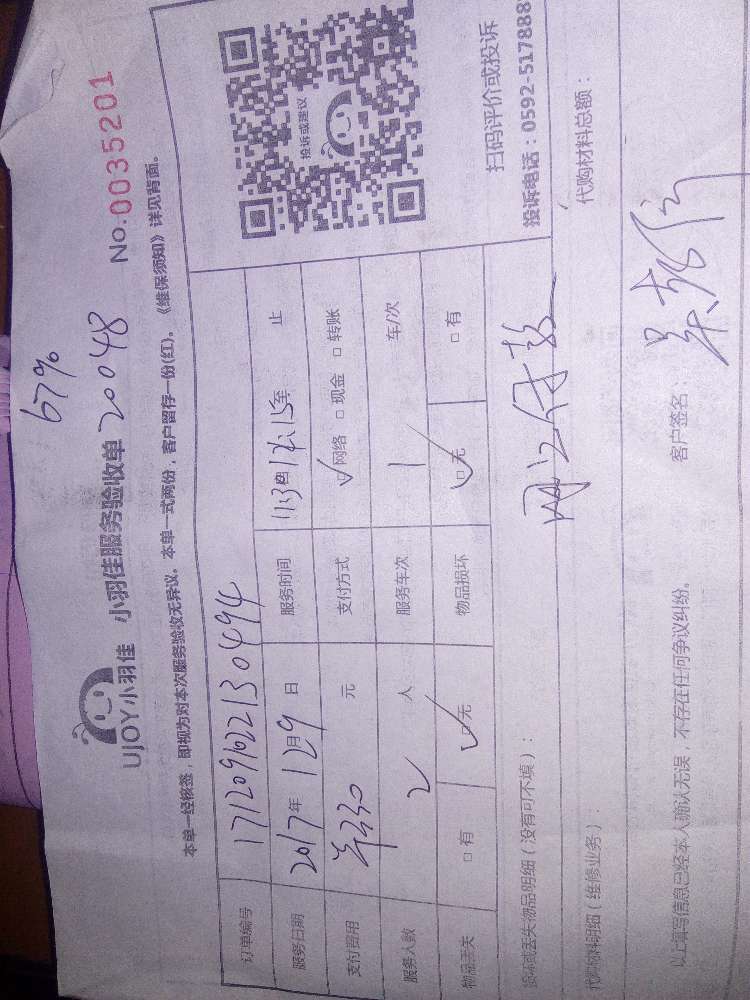 67%
UJOY小羽佳 小羽佳服务验收单 20048 No.0035201
本单一经核签，即视为对本次服务验收无异议。本单一式两份，客户留存一份(红)。《维保须知》详见背面。
订单编号 171209622130494
服务日期 2017年12月9日 服务时间 11:30 至 止
支付费用 元 支付方式 ☑网络 □现金 □转账
服务人数 2 人 服务车次 1 车/次
物品丢失 □有 ☑无 物品损坏 ☑无 □有
投诉或建议
扫码评价或投诉
投诉电话：0592-5178887
损坏或丢失物品明细（没有可不填）：
代购材料明细（维修业务）： 代购材料总额：
以上填写信息已经本人确认无误，不存在任何争议纠纷。 客户签名：